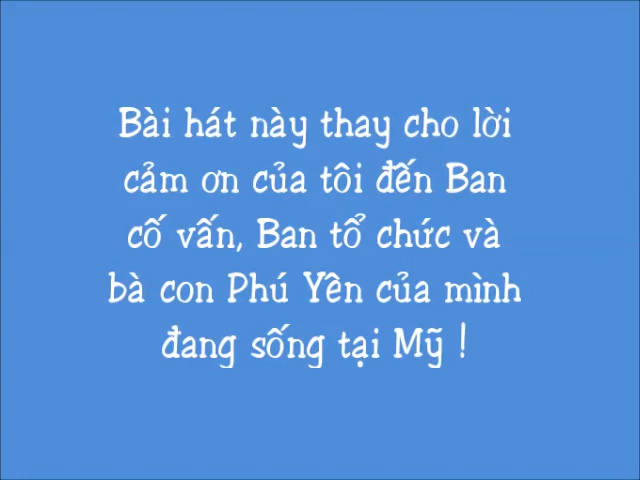 Bài hát này thay cho lời
cảm ơn của tôi đến Ban
cố vấn, Ban tổ chức và
bà con Phú Yên của mình
đang sống tại Mỹ !